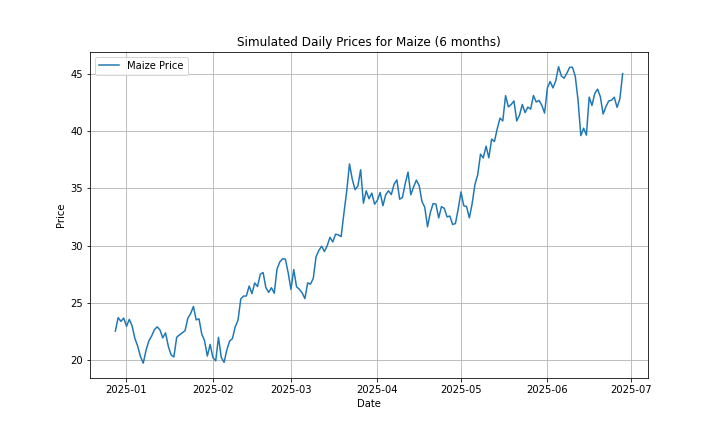 Simulated Daily Prices for Maize (6 months)
Maize Price
45
40
35
30
25
20
Price
2025-01 2025-02 2025-03 2025-04 2025-05 2025-06 2025-07
Date